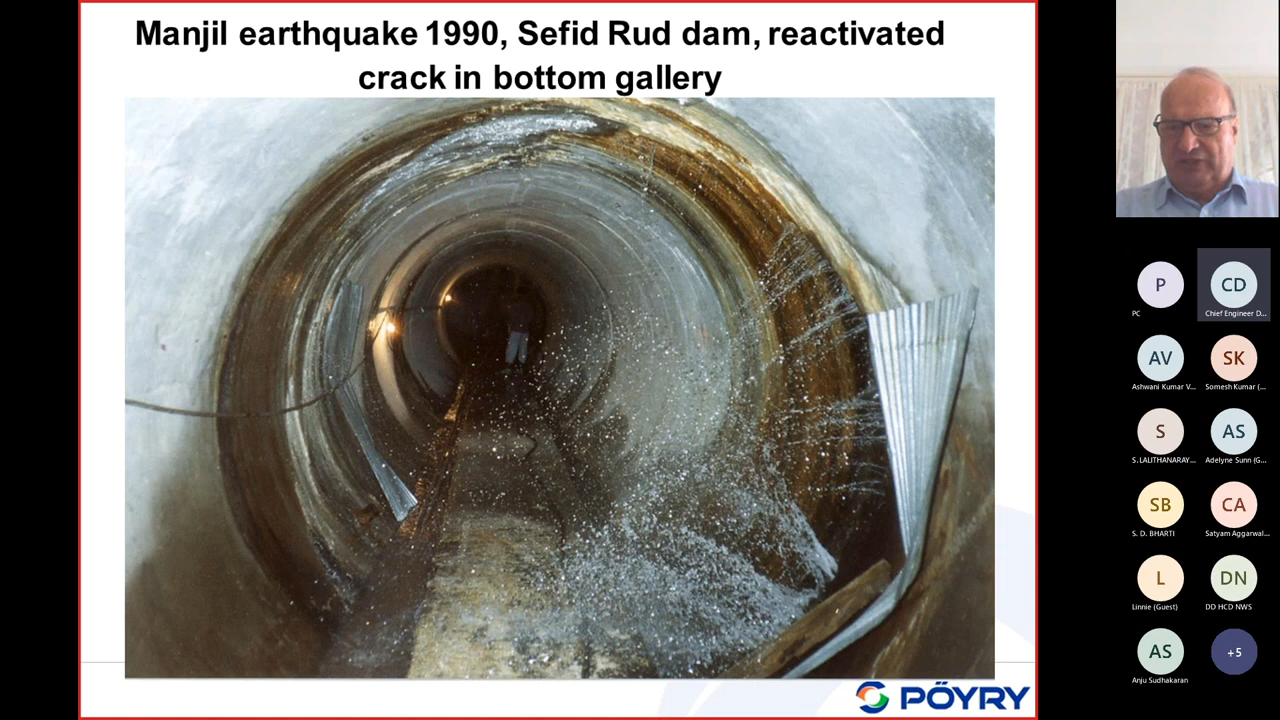 Manjil earthquake 1990, Sefid Rud dam, reactivated
crack in bottom gallery
PÖYRY
P
PC
CD
Chief Engineer D...
AV
Ashwani Kumar V...
SK
Somesh Kumar (...
S
S. LALITHANARAY...
AS
Adelyne Sunn (G...
SB
S. D. BHARTI
CA
Satyam Aggarwal...
L
Linnie (Guest)
DN
DD HCD NWS
AS
Anju Sudhakaran
+5